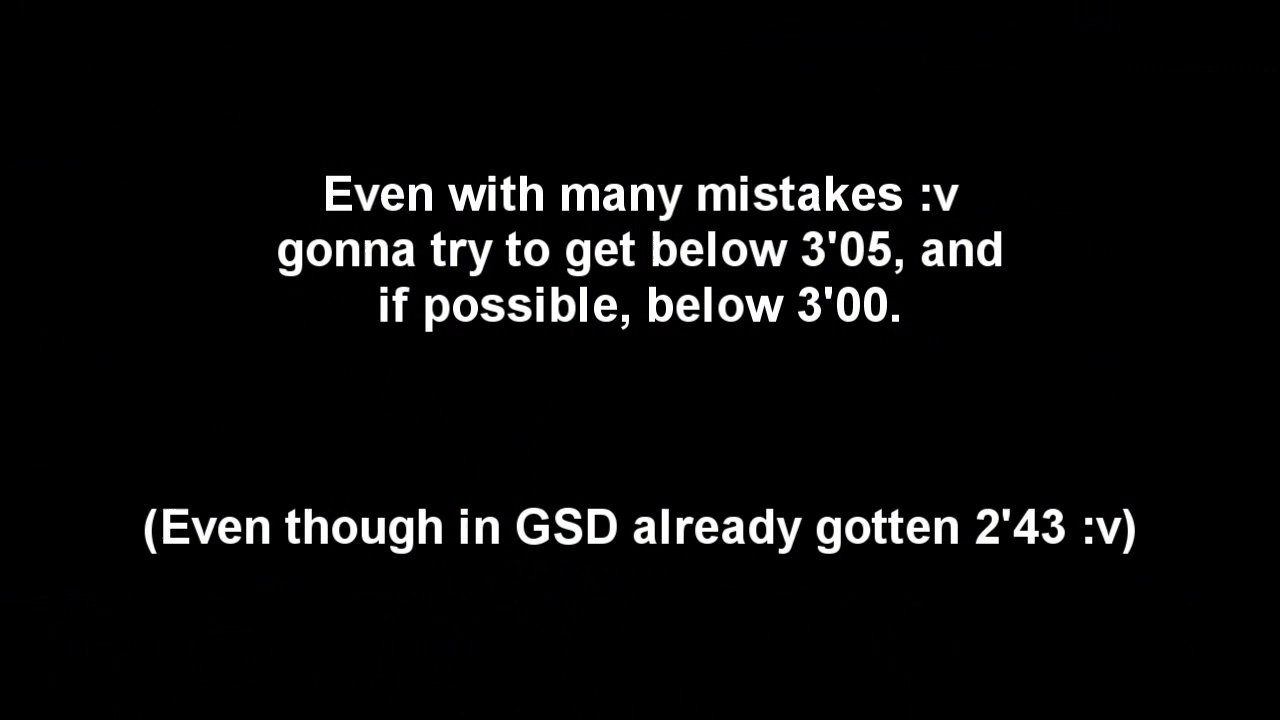 Even with many mistakes :v
gonna try to get below 3'05, and
if possible, below 3'00.
(Even though in GSD already gotten 2'43 :v)